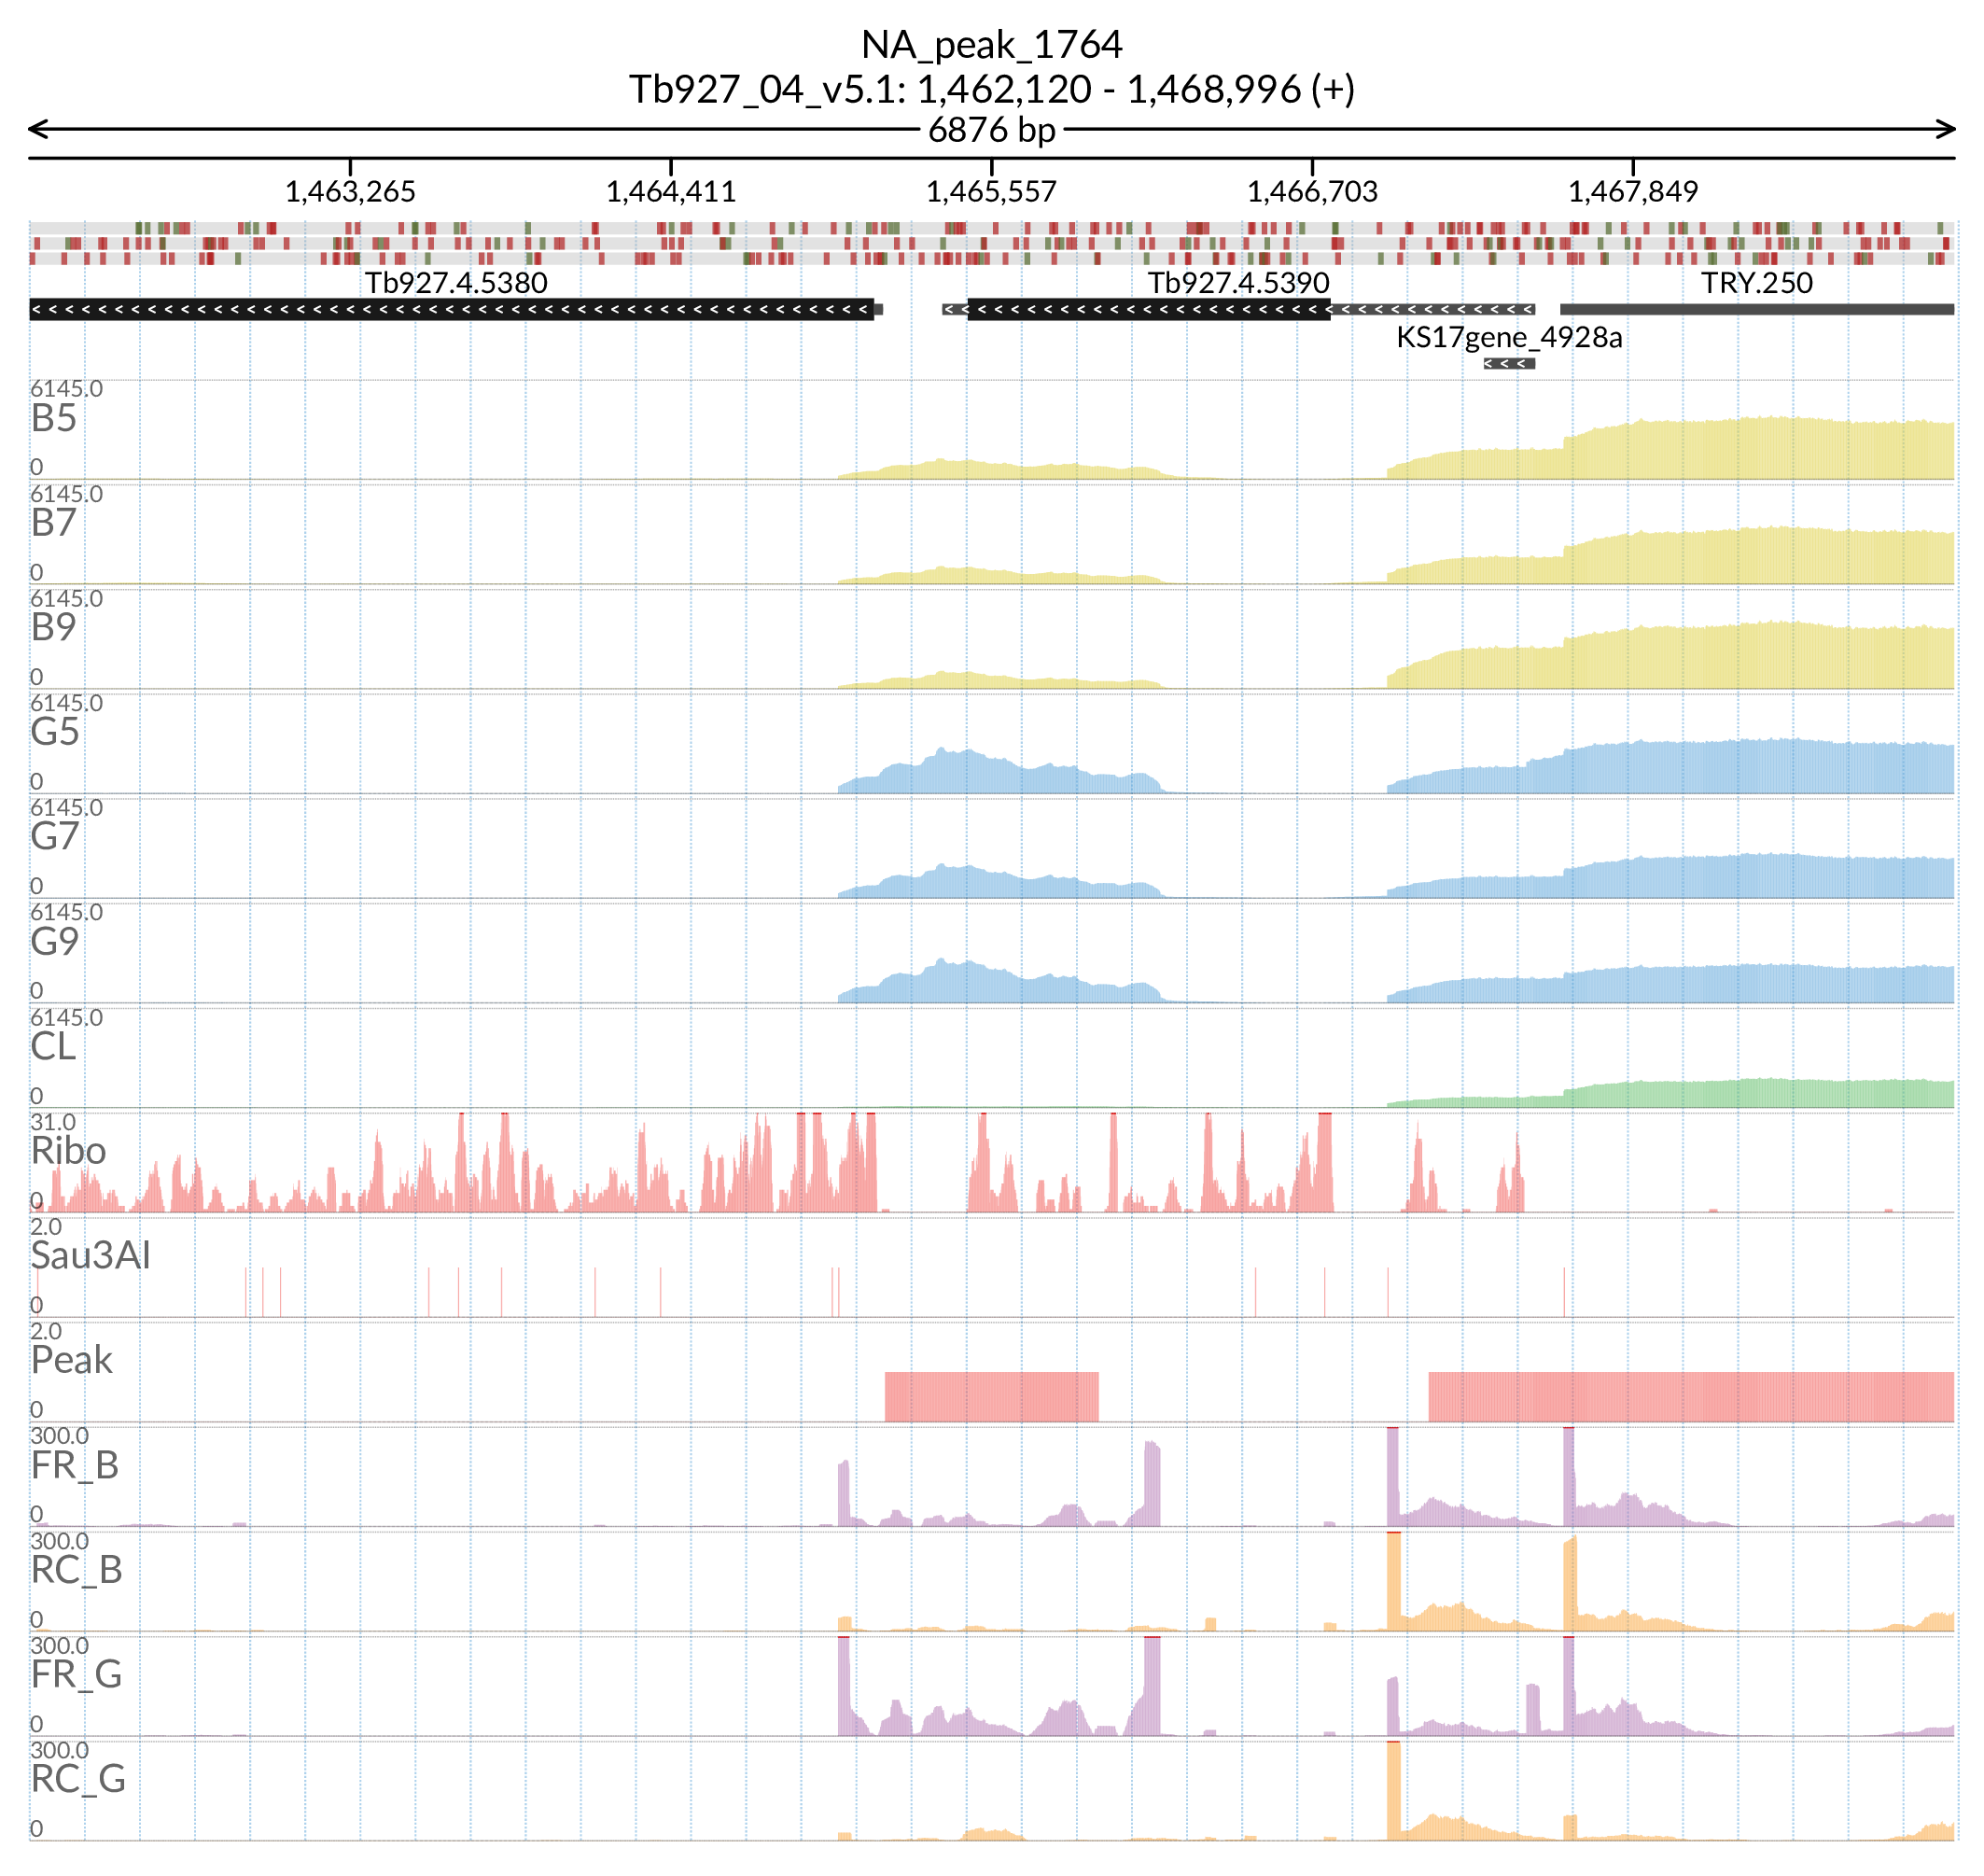 NA_peak_1764
Tb927_04_v5.1: 1,462,120 - 1,468,996 (+)
6876 bp
1,463,265 1,464,411 1,465,557 1,466,703 1,467,849
Tb927.4.5380 Tb927.4.5390 TRY.250
KS17gene_4928a
6145.0
B5
0
6145.0
B7
0
6145.0
B9
0
6145.0
G5
0
6145.0
G7
0
6145.0
G9
0
6145.0
CL
0
31.0
Ribo
0
2.0
Sau3AI
0
2.0
Peak
0
300.0
FR_B
0
300.0
RC_B
0
300.0
FR_G
0
300.0
RC_G
0